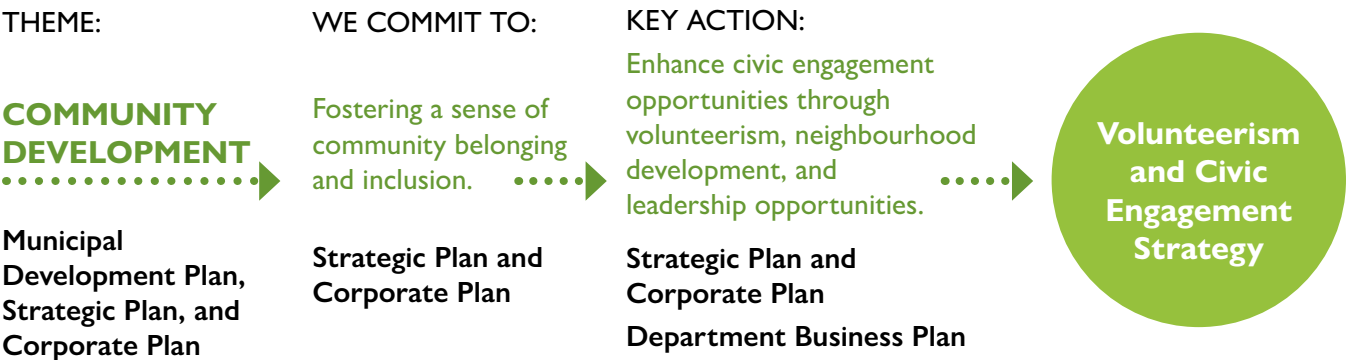 THEME:
COMMUNITY
DEVELOPMENT
Municipal
Development Plan,
Strategic Plan, and
Corporate Plan
WE COMMIT TO:
Fostering a sense of
community belonging
and inclusion.
Strategic Plan and
Corporate Plan
KEY ACTION:
Enhance civic engagement
opportunities through
volunteerism, neighbourhood
development, and
leadership opportunities.
Strategic Plan and
Corporate Plan
Department Business Plan
Volunteerism
and Civic
Engagement
Strategy